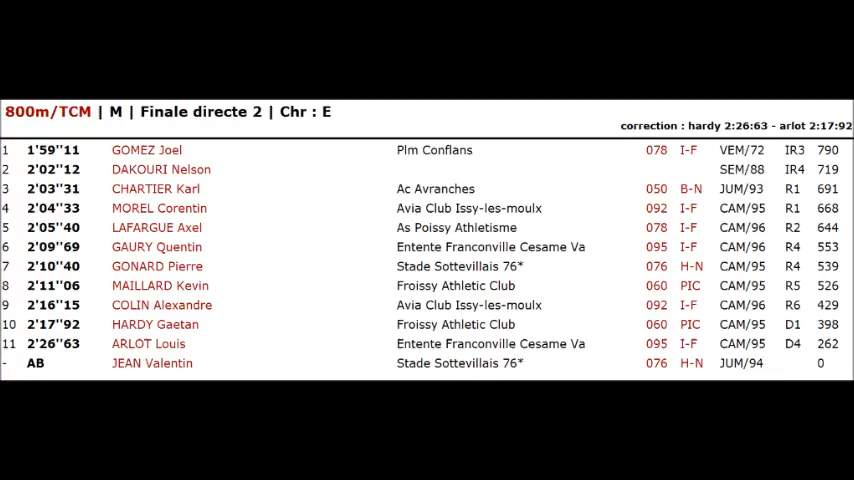 800m/TCM | M | Finale directe 2 | Chr : E
correction : hardy 2:26:63 - arlot 2:17:92
1 1'59''11 GOMEZ Joel Plm Conflans 078 I-F VEM/72 IR3 790
2 2'02''12 DAKOURI Nelson SEM/88 IR4 719
3 2'03''31 CHARTIER Karl Ac Avranches 050 B-N JUM/93 R1 691
4 2'04''33 MOREL Corentin Avia Club Issy-les-moulx 092 I-F CAM/95 R1 668
5 2'05''40 LAFARGUE Axel As Poissy Athletisme 078 I-F CAM/96 R2 644
6 2'09''69 GAURY Quentin Entente Franconville Cesame Va 095 I-F CAM/96 R4 553
7 2'10''40 GONARD Pierre Stade Sottevillais 76* 076 H-N CAM/95 R4 539
8 2'11''06 MAILLARD Kevin Froissy Athletic Club 060 PIC CAM/95 R5 526
9 2'16''15 COLIN Alexandre Avia Club Issy-les-moulx 092 I-F CAM/95 R6 429
10 2'17''92 HARDY Gaetan Froissy Athletic Club 060 PIC CAM/95 D1 398
11 2'26''63 ARLOT Louis Entente Franconville Cesame Va 095 I-F CAM/95 D4 262
- AB JEAN Valentin Stade Sottevillais 76* 076 H-N JUM/94 0